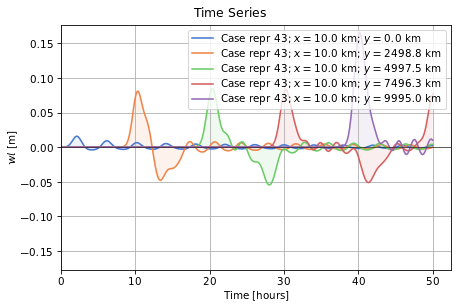 Time Series
Case repr 43; x = 10.0 km; y = 0.0 km
Case repr 43; x = 10.0 km; y = 2498.8 km
Case repr 43; x = 10.0 km; y = 4997.5 km
Case repr 43; x = 10.0 km; y = 7496.3 km
Case repr 43; x = 10.0 km; y = 9995.0 km
wl [m]
0.15
0.10
0.05
0.00
−0.05
−0.10
−0.15
0 10 20 30 40 50
Time [hours]